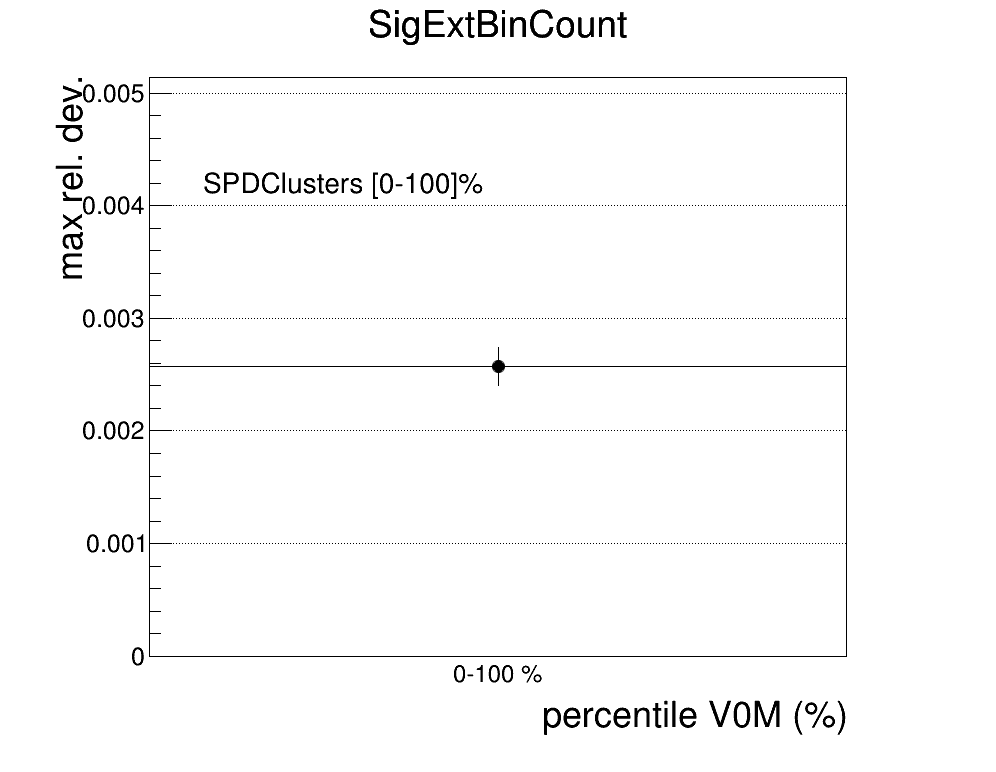 SigExtBinCount
max rel. dev.
0.005
SPDClusters [0-100]%
0.004
0.003
0.002
0.001
0
0-100 %
percentile V0M (%)